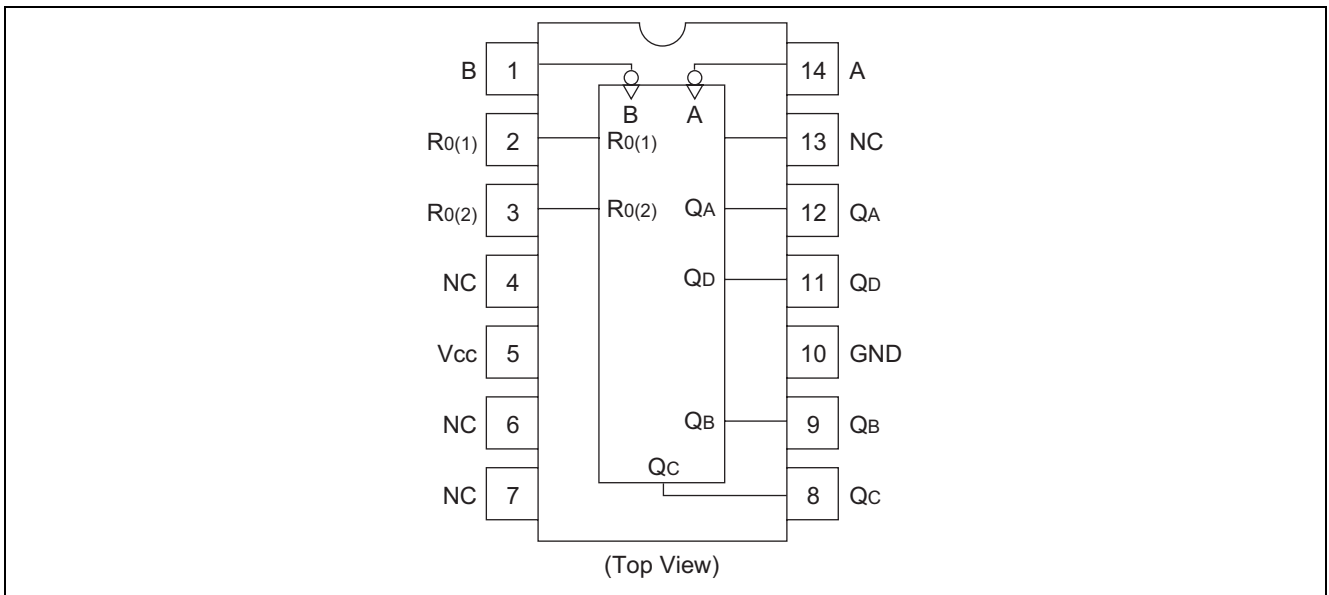 B 1 14 A
B A
R0(1) 2 R0(1) 13 NC
R0(2) 3 R0(2) QA 12 QA
NC 4 QD 11 QD
Vcc 5 10 GND
NC 6 QB 9 QB
QC
NC 7 8 QC
(Top View)